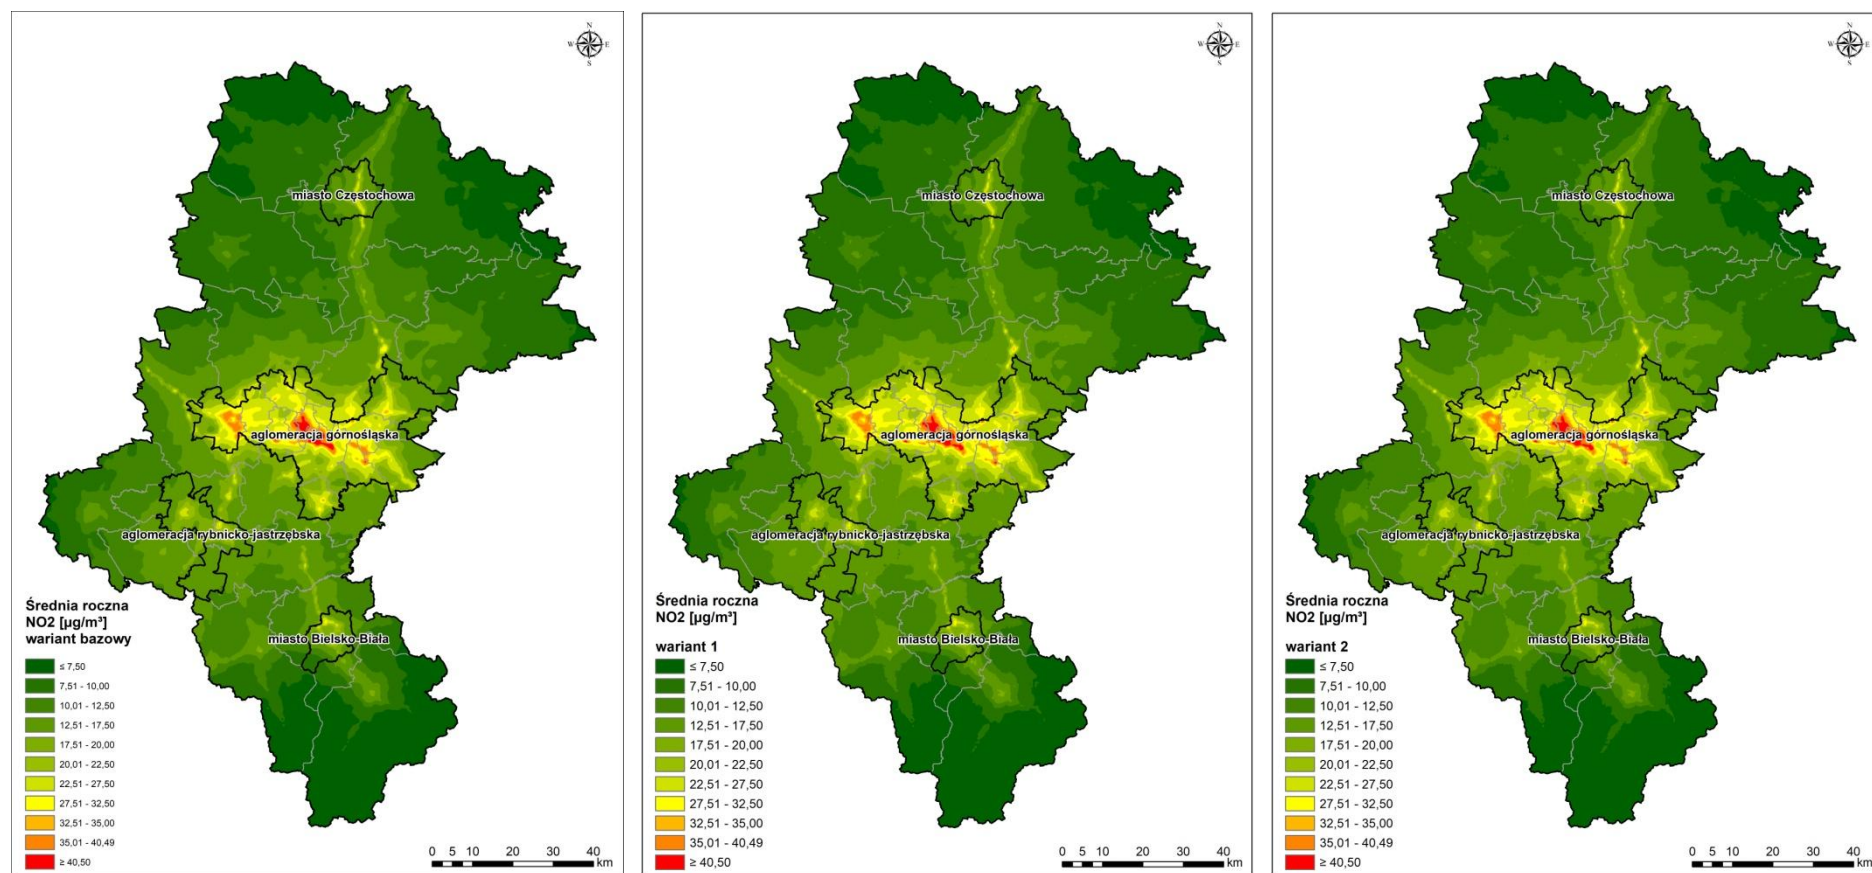 N
W E
S
miasto Częstochowa
aglomeracja górnośląska
aglomeracja rybnicko-jastrzębska
miasto Bielsko-Biała
Średnia roczna
NO2 [µg/m³]
wariant bazowy
≤ 7,50
7,51 - 10,00
10,01 - 12,50
12,51 - 17,50
17,51 - 20,00
20,01 - 22,50
22,51 - 27,50
27,51 - 32,50
32,51 - 35,00
35,01 - 40,49
≥ 40,50
0 5 10 20 30 40
km
N
W E
S
miasto Częstochowa
aglomeracja górnośląska
aglomeracja rybnicko-jastrzębska
miasto Bielsko-Biała
Średnia roczna
NO2 [µg/m³]
wariant 1
≤ 7,50
7,51 - 10,00
10,01 - 12,50
12,51 - 17,50
17,51 - 20,00
20,01 - 22,50
22,51 - 27,50
27,51 - 32,50
32,51 - 35,00
35,01 - 40,49
≥ 40,50
0 5 10 20 30 40
km
N
W E
S
miasto Częstochowa
aglomeracja górnośląska
aglomeracja rybnicko-jastrzębska
miasto Bielsko-Biała
Średnia roczna
NO2 [µg/m³]
wariant 2
≤ 7,50
7,51 - 10,00
10,01 - 12,50
12,51 - 17,50
17,51 - 20,00
20,01 - 22,50
22,51 - 27,50
27,51 - 32,50
32,51 - 35,00
35,01 - 40,49
≥ 40,50
0 5 10 20 30 40
km